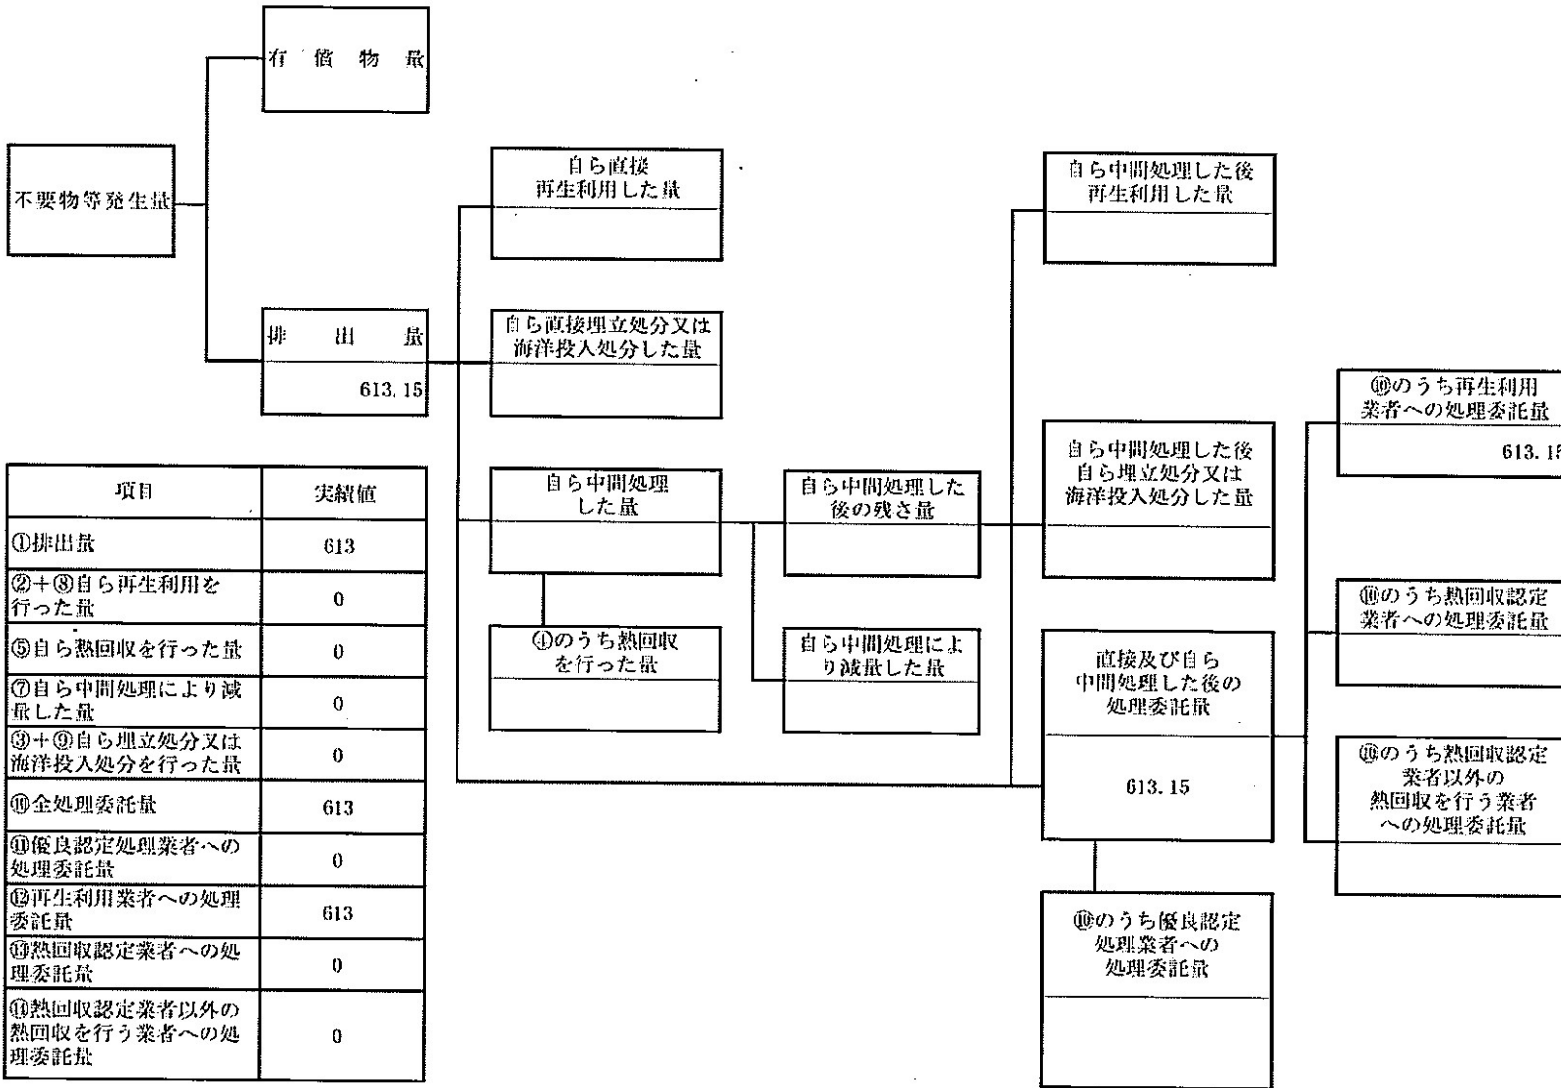 有償物量
不要物等発生量
排出量
613.15
自ら直接
再生利用した量
自ら直接埋立処分又は
海洋投入処分した量
自ら中間処理
した量
④のうち熱回収
を行った量
自ら中間処理した
後の残さ量
自ら中間処理によ
り減量した量
自ら中間処理した後
再生利用した量
自ら中間処理した後
自ら埋立処分又は
海洋投入処分した量
直接及び自ら
中間処理した後の
処理委託量
613.15
⑩のうち優良認定
処理業者への
処理委託量
⑩のうち再生利用
業者への処理委託量
613.15
⑩のうち熱回収認定
業者への処理委託量
⑩のうち熱回収認定
業者以外の
熱回収を行う業者
への処理委託量
項目 実績値
①排出量 613
②+⑧自ら再生利用を
行った量 0
⑤自ら熱回収を行った量 0
⑦自ら中間処理により減
量した量 0
③+⑨自ら埋立処分又は
海洋投入処分を行った量 0
⑩全処理委託量 613
⑪優良認定処理業者への
処理委託量 0
⑫再生利用業者への処理
委託量 613
⑬熱回収認定業者への処
理委託量 0
⑭熱回収認定業者以外の
熱回収を行う業者への処
理委託量 0